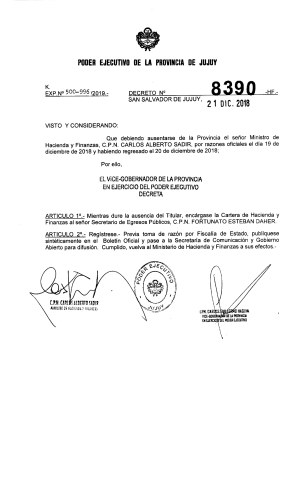 PODER EJECUTIVO DE LA PROVINCIA DE JUJUY
K
EXP.Nº 500-996/2019.-
DECRETO Nº 8390 -HF.-
SAN SALVADOR DE JUJUY, 21 DIC. 2018
VISTO Y CONSIDERANDO:
Que debiendo ausentarse de la Provincia el señor Ministro de
Hacienda y Finanzas, C.P.N. CARLOS ALBERTO SADIR, por razones oficiales el día 19 de
diciembre de 2018 y habiendo regresado el 20 de diciembre de 2018;
Por ello,
EL VICE-GOBERNADOR DE LA PROVINCIA
EN EJERCICIO DEL PODER EJECUTIVO
DECRETA
ARTICULO 1º.- Mientras dure la ausencia del Titular, encárgase la Cartera de Hacienda y
Finanzas al señor Secretario de Egresos Públicos, C.P.N. FORTUNATO ESTEBAN DAHER.
ARTICULO 2º.- Regístrese.- Previa toma de razón por Fiscalía de Estado, publíquese
sintéticamente en el Boletín Oficial y pase a la Secretaría de Comunicación y Gobierno
Abierto para difusión. Cumplido, vuelva al Ministerio de Hacienda y Finanzas a sus efectos.-
PODER EJECUTIVO
JUJUY
C.P.N. CARLOS ALBERTO SADIR
MINISTRO DE HACIENDA Y FINANZAS
VICE-GOBERNADOR DE LA PROVINCIA
EN EJERCICIO DEL PODER EJECUTIVO